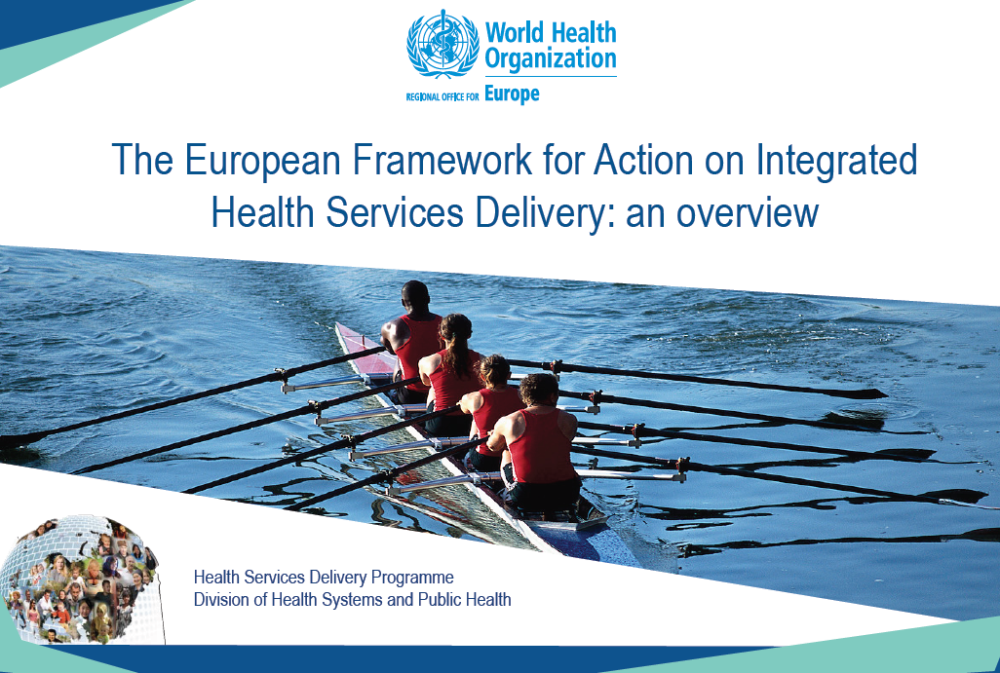 World Health
Organization
REGIONAL OFFICE FOR Europe
The European Framework for Action on Integrated
Health Services Delivery: an overview
Health Services Delivery Programme
Division of Health Systems and Public Health